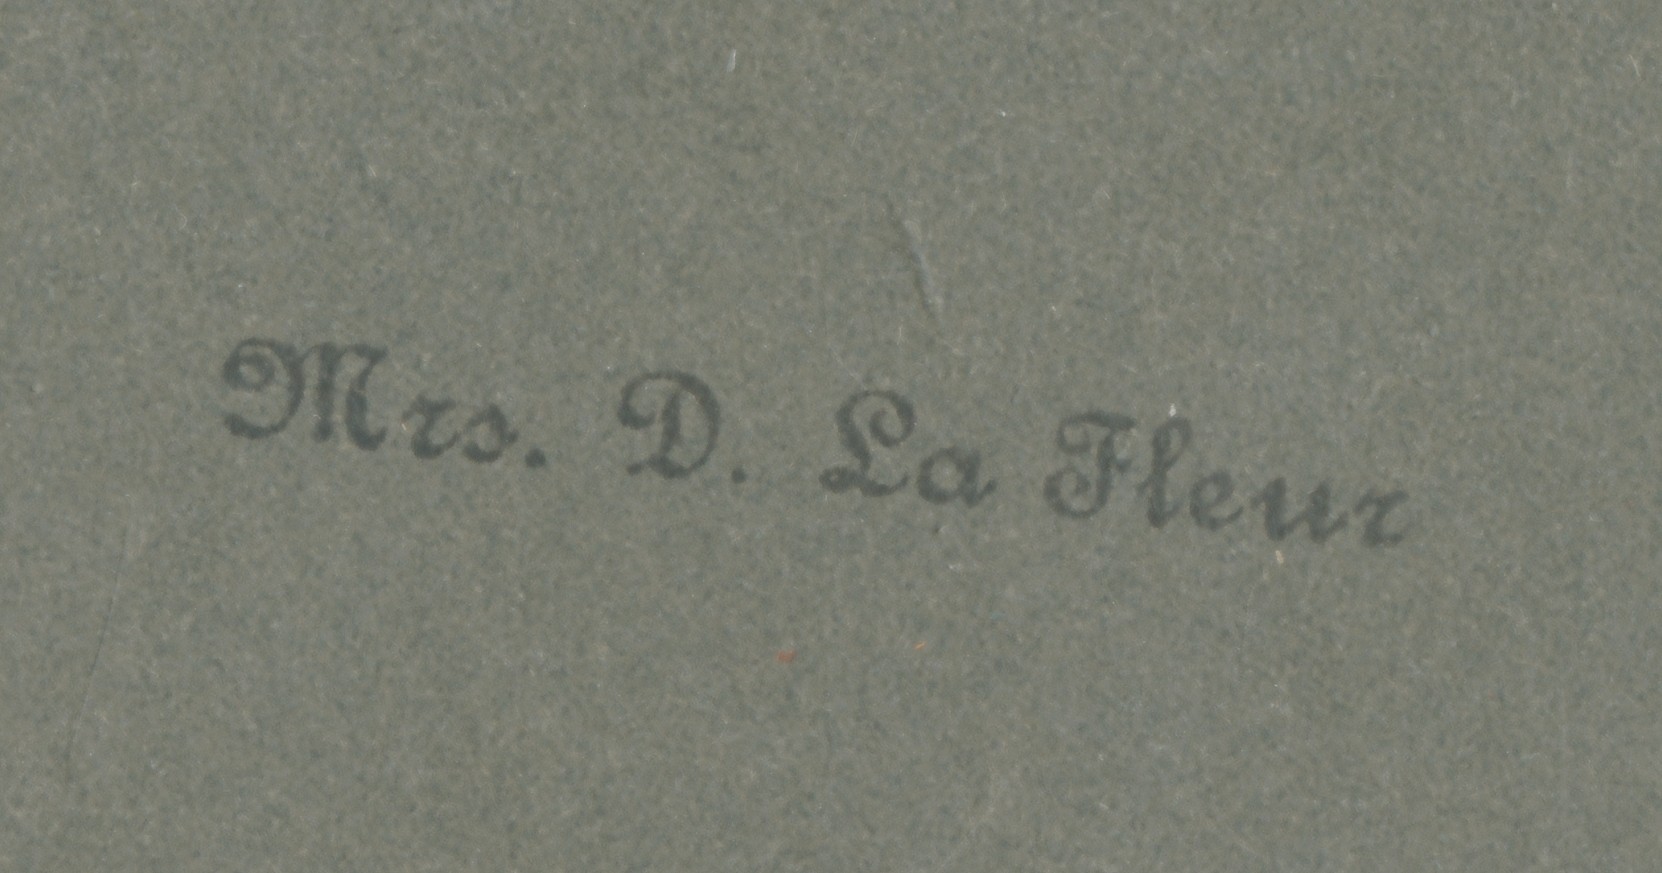 Mrs. D. La Fleur